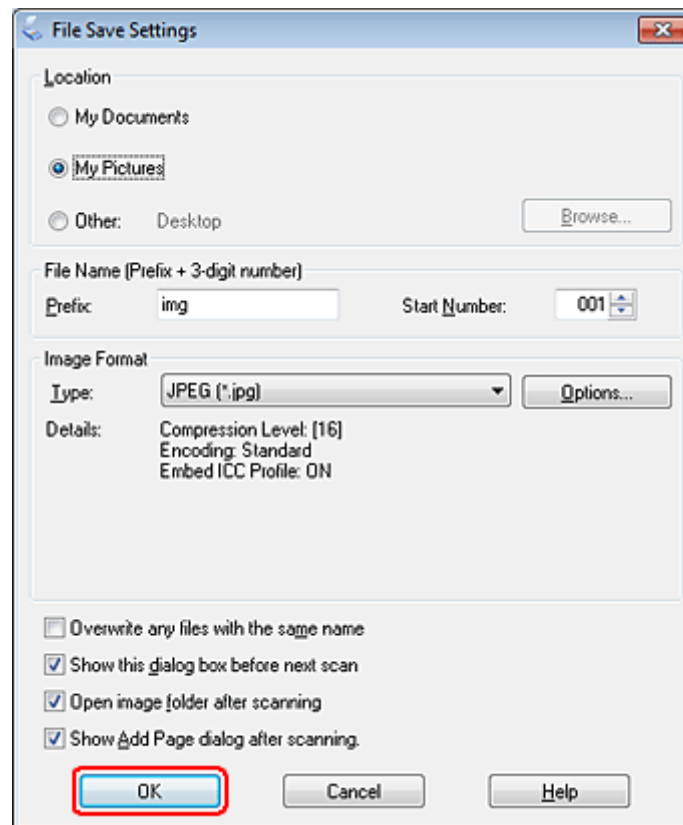 File Save Settings
Location
My Documents
My Pictures
Other: Desktop Browse...
File Name (Prefix + 3-digit number)
Prefix: img Start Number: 001
Image Format
Type: JPEG (*.jpg) Options...
Details: Compression Level: [16]
Encoding: Standard
Embed ICC Profile: ON
Overwrite any files with the same name
Show this dialog box before next scan
Open image folder after scanning
Show Add Page dialog after scanning.
OK Cancel Help